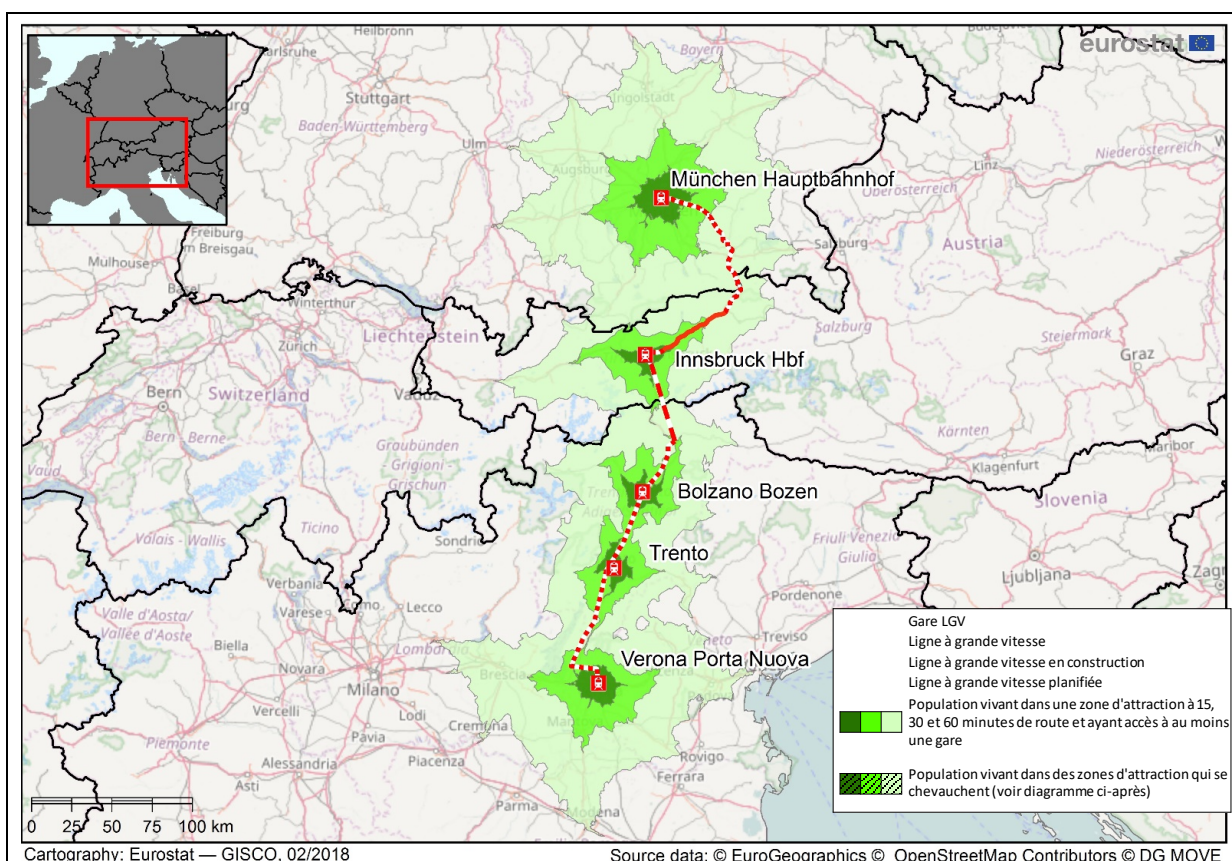 Heilbronn
Karlsruhe
Bayern
eurostat
Stuttgart
Ingolstadt
Baden-Württemberg
Ulm
Augsburg
Linz
Niederösterreich
München Hauptbahnhof
Oberösterreich
Freiburg
im Breisgau
Salzburg
Austria
Mulhouse
Basel
Winterthur
Zürich
Liechtenstein
Salzburg
Steiermark
Graz
Innsbruck Hbf
Bern
Switzerland
Vaduz
Bern - Berne
Graubünden
- Grigioni -
Grischun
Kärnten
Klagenfurt
Maribor
Vaud
Bolzano Bozen
Slovenia
Ticino
Valais - Wallis
Sondrio
Trento
Friuli Venezia
Giulia
Ljubljana
Verbania
Pordenone
Valle d'Aosta/
Vallée d'Aoste
Varese
Lecco
Biella
Treviso
Lombardia
Verona Porta Nuova
Novara
Brescia
Milano
Vercelli
Lodi
Cremona
Mantova
Padova
Pavia
Piemonte
Piacenza
Rovigo
Alessandria
Asti
Ferrara
Parma
Modena
Gare LGV
Ligne à grande vitesse
Ligne à grande vitesse en construction
Ligne à grande vitesse planifiée
Population vivant dans une zone d'attraction à 15,
30 et 60 minutes de route et ayant accès à au moins
une gare
Population vivant dans des zones d'attraction qui se
chevauchent (voir diagramme ci-après)
0 25 50 75 100 km
Cartography: Eurostat — GISCO, 02/2018
Source data: © EuroGeographics © OpenStreetMap Contributors © DG MOVE